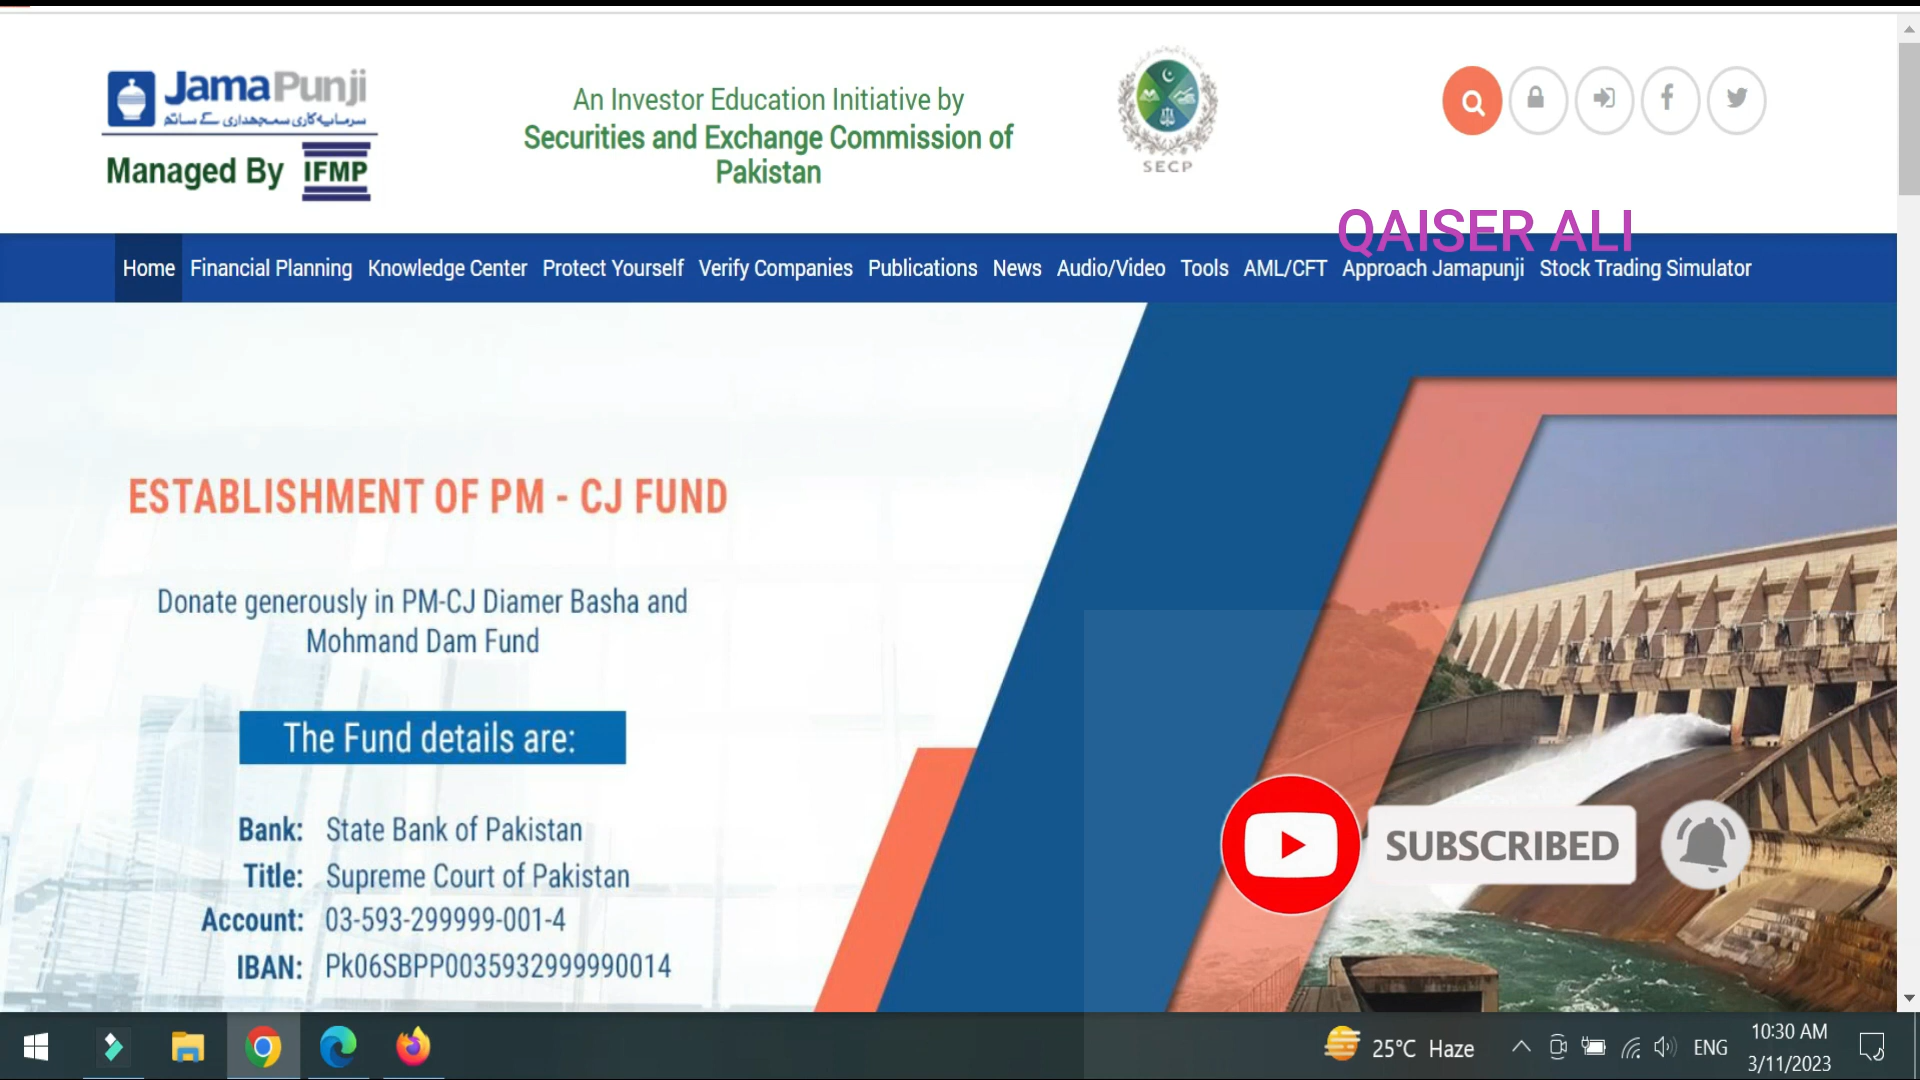 JamaPunji
سرمایہ کاری سمجھداری کے ساتھ
Managed By IFMP
An Investor Education Initiative by
Securities and Exchange Commission of
Pakistan
SECP
QAISER ALI
Home Financial Planning Knowledge Center Protect Yourself Verify Companies Publications News Audio/Video Tools AML/CFT Approach Jamapunji Stock Trading Simulator
ESTABLISHMENT OF PM - CJ FUND
Donate generously in PM-CJ Diamer Basha and
Mohmand Dam Fund
The Fund details are:
Bank: State Bank of Pakistan
Title: Supreme Court of Pakistan
Account: 03-593-299999-001-4
IBAN: Pk06SBPP0035932999990014
SUBSCRIBED
25°C Haze
ENG
10:30 AM
3/11/2023